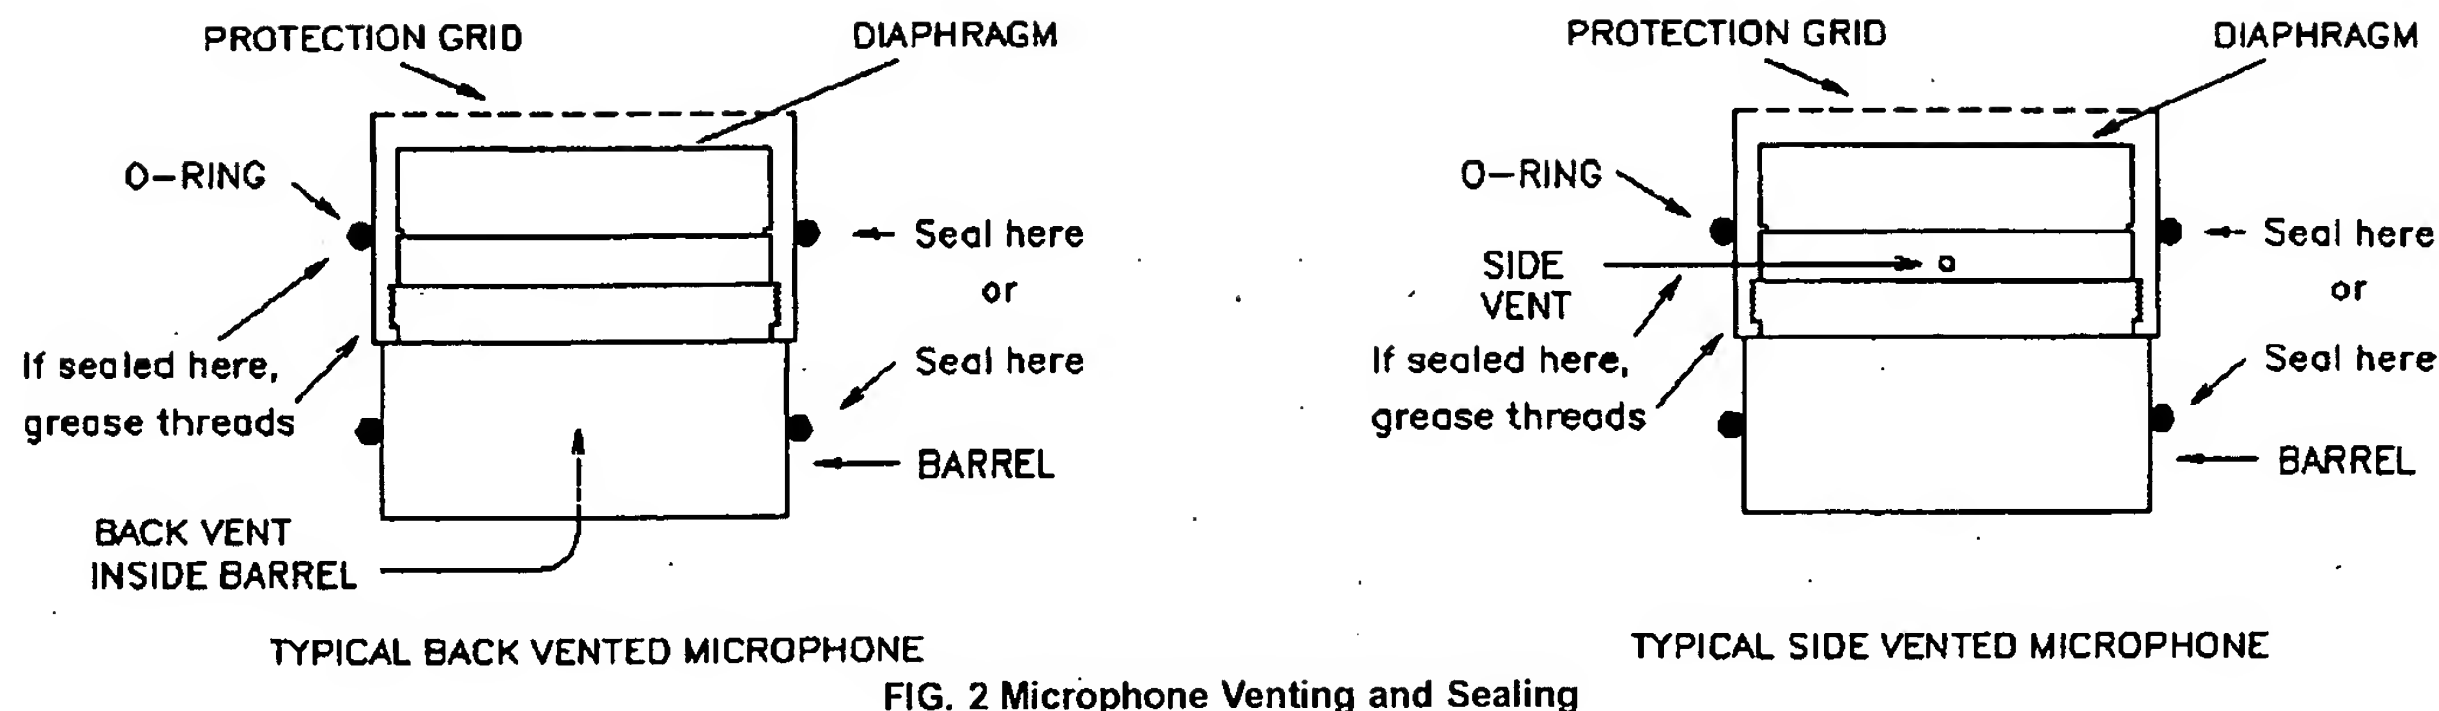 PROTECTION GRID
DIAPHRAGM
O-RING
Seal here
or
Seal here
If sealed here,
grease threads
BARREL
BACK VENT
INSIDE BARREL
TYPICAL BACK VENTED MICROPHONE
PROTECTION GRID
DIAPHRAGM
O-RING
Seal here
SIDE
VENT
or
Seal here
If sealed here,
grease threads
BARREL
TYPICAL SIDE VENTED MICROPHONE
FIG. 2 Microphone Venting and Sealing